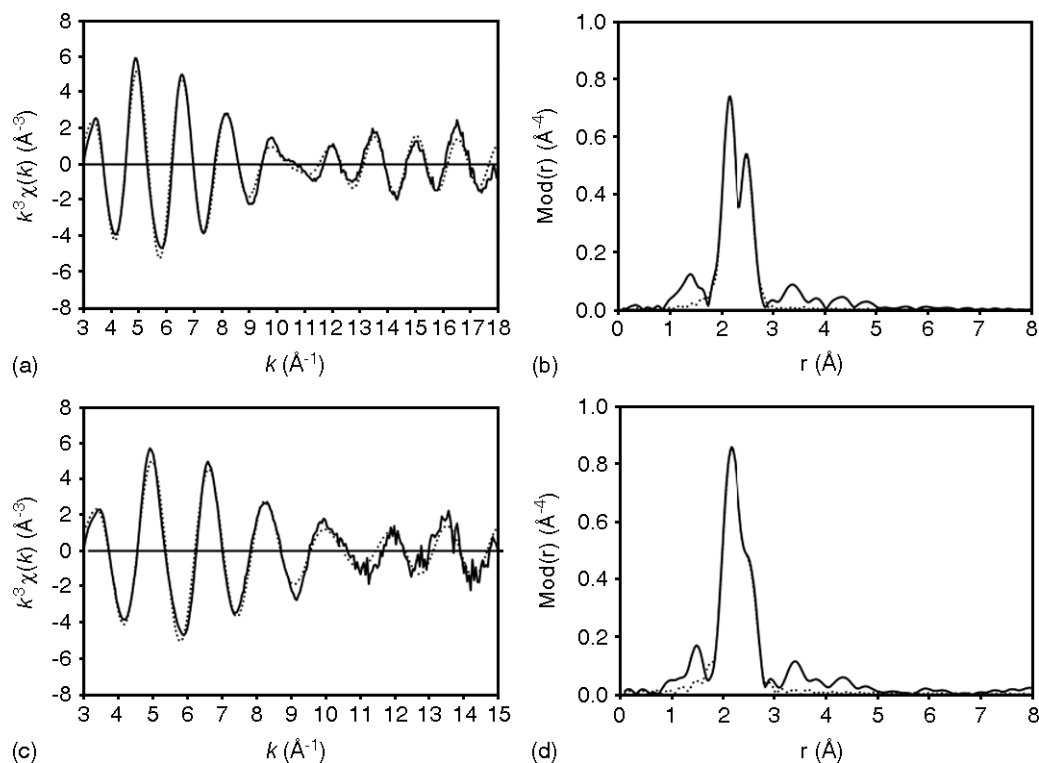 8
6
4
2
0
-2
-4
-6
-8
k³χ(k) (Å⁻³)
3 4 5 6 7 8 9 10 11 12 13 14 15 16 17 18
k (Å⁻¹)
(a)
1.0
0.8
0.6
0.4
0.2
0.0
Mod(r) (Å⁻⁴)
0 1 2 3 4 5 6 7 8
r (Å)
(b)
8
6
4
2
0
-2
-4
-6
-8
k³χ(k) (Å⁻³)
3 4 5 6 7 8 9 10 11 12 13 14 15
k (Å⁻¹)
(c)
1.0
0.8
0.6
0.4
0.2
0.0
Mod(r) (Å⁻⁴)
0 1 2 3 4 5 6 7 8
r (Å)
(d)